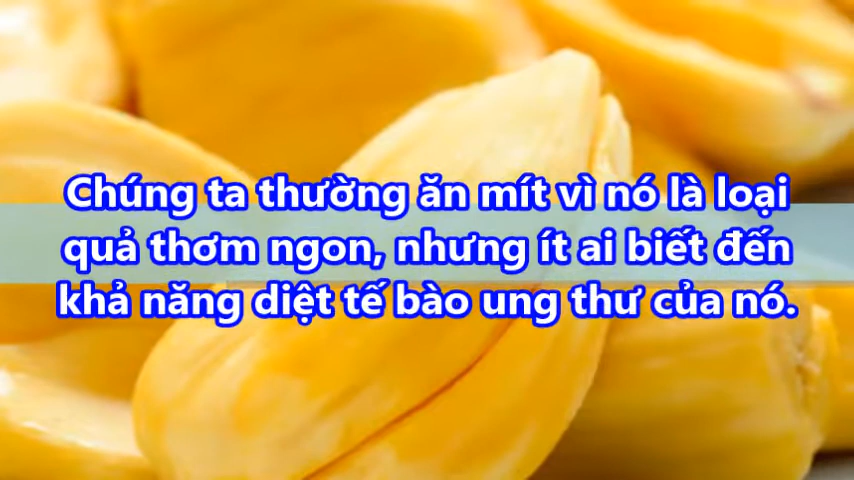 Chúng ta thường ăn mít vì nó là loại
quả thơm ngon, nhưng ít ai biết đến
khả năng diệt tế bào ung thư của nó.